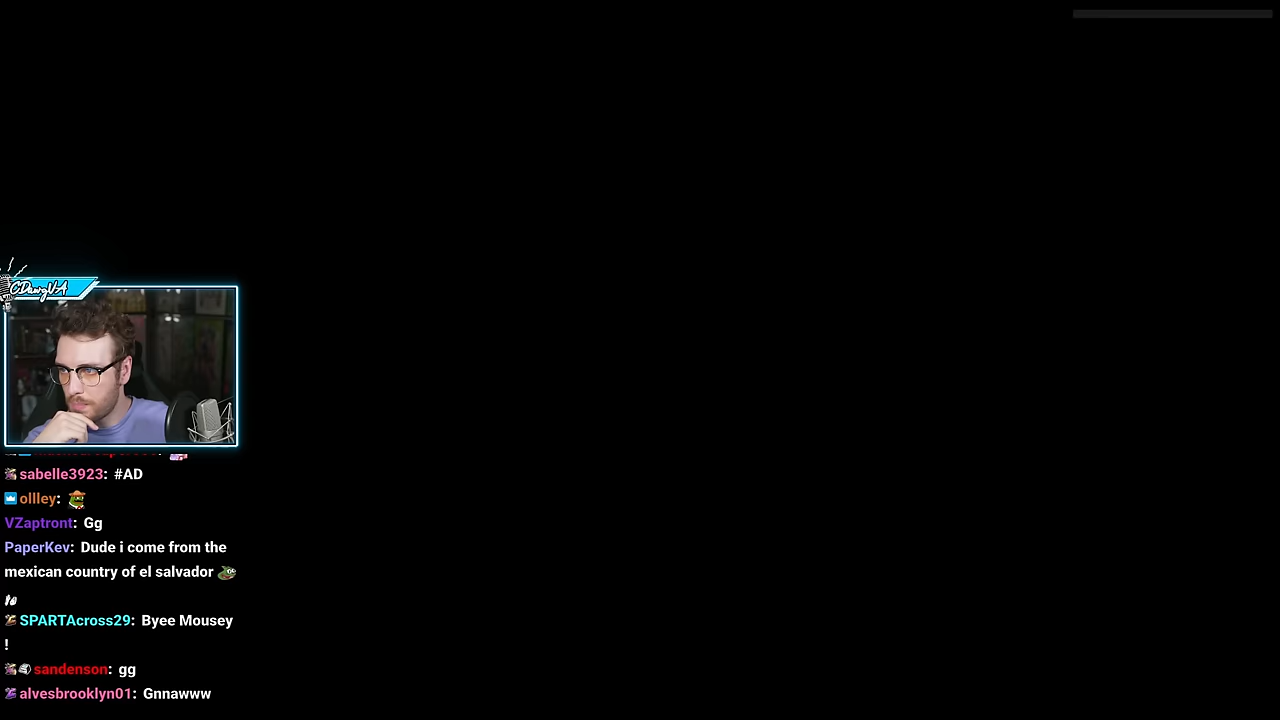 CDawgVA
sabelle3923: #AD
ollley:
VZaptront: Gg
PaperKev: Dude i come from the
mexican country of el salvador
SPARTAcross29: Byee Mousey
!
sandenson: gg
alvesbrooklyn01: Gnnawww